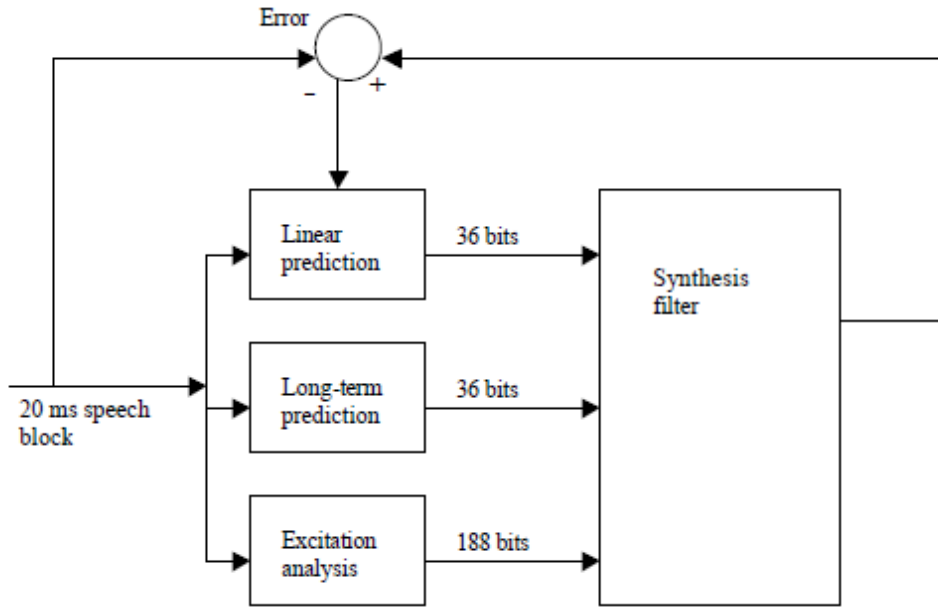 Error
-
+
Linear
prediction
36 bits
Synthesis
filter
Long-term
prediction
36 bits
20 ms speech
block
Excitation
analysis
188 bits